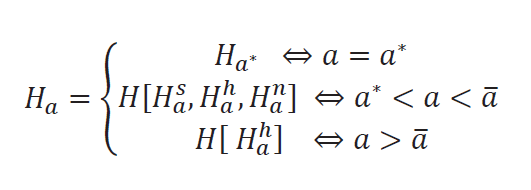 H_{a*} ⇔ a = a*
H_a = { H[H_a^s, H_a^h, H_a^n] ⇔ a* < a < ā
H[ H_a^h] ⇔ a > ā